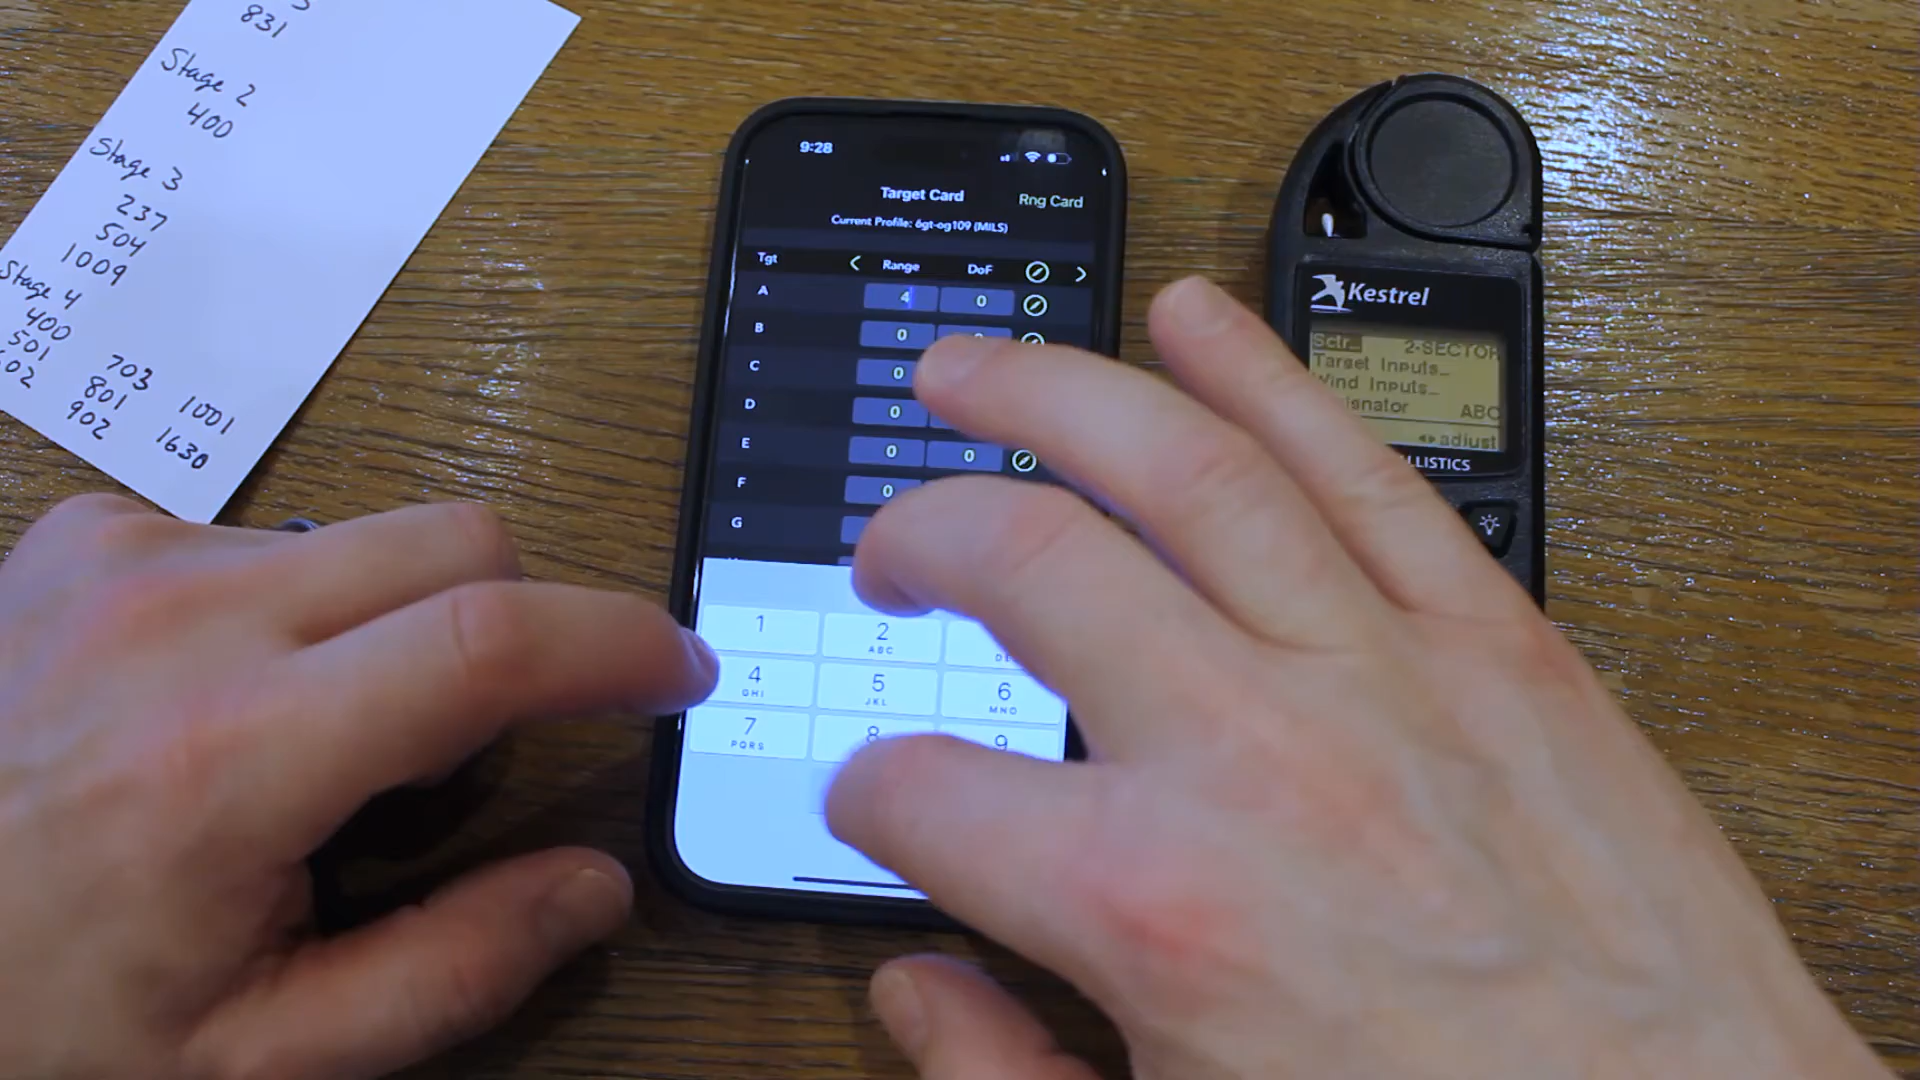 831
Stage 2
400
Stage 3
237
504
1009
Stage 4
400
501
602
703
801
902
1001
1630
9:28
Target Card
Rng Card
Current Profile: 6gt-og109 (MILS)
Tgt < Range DoF >
A 4 0
B 0
C 0
D 0
E 0 0
F 0
G
1
2 ABC
4 GHI
5 JKL
6 MNO
7 PQRS
8
9
Kestrel
2-SECTOR
Target Inputs…
Wind Inputs…
ABC
adjust